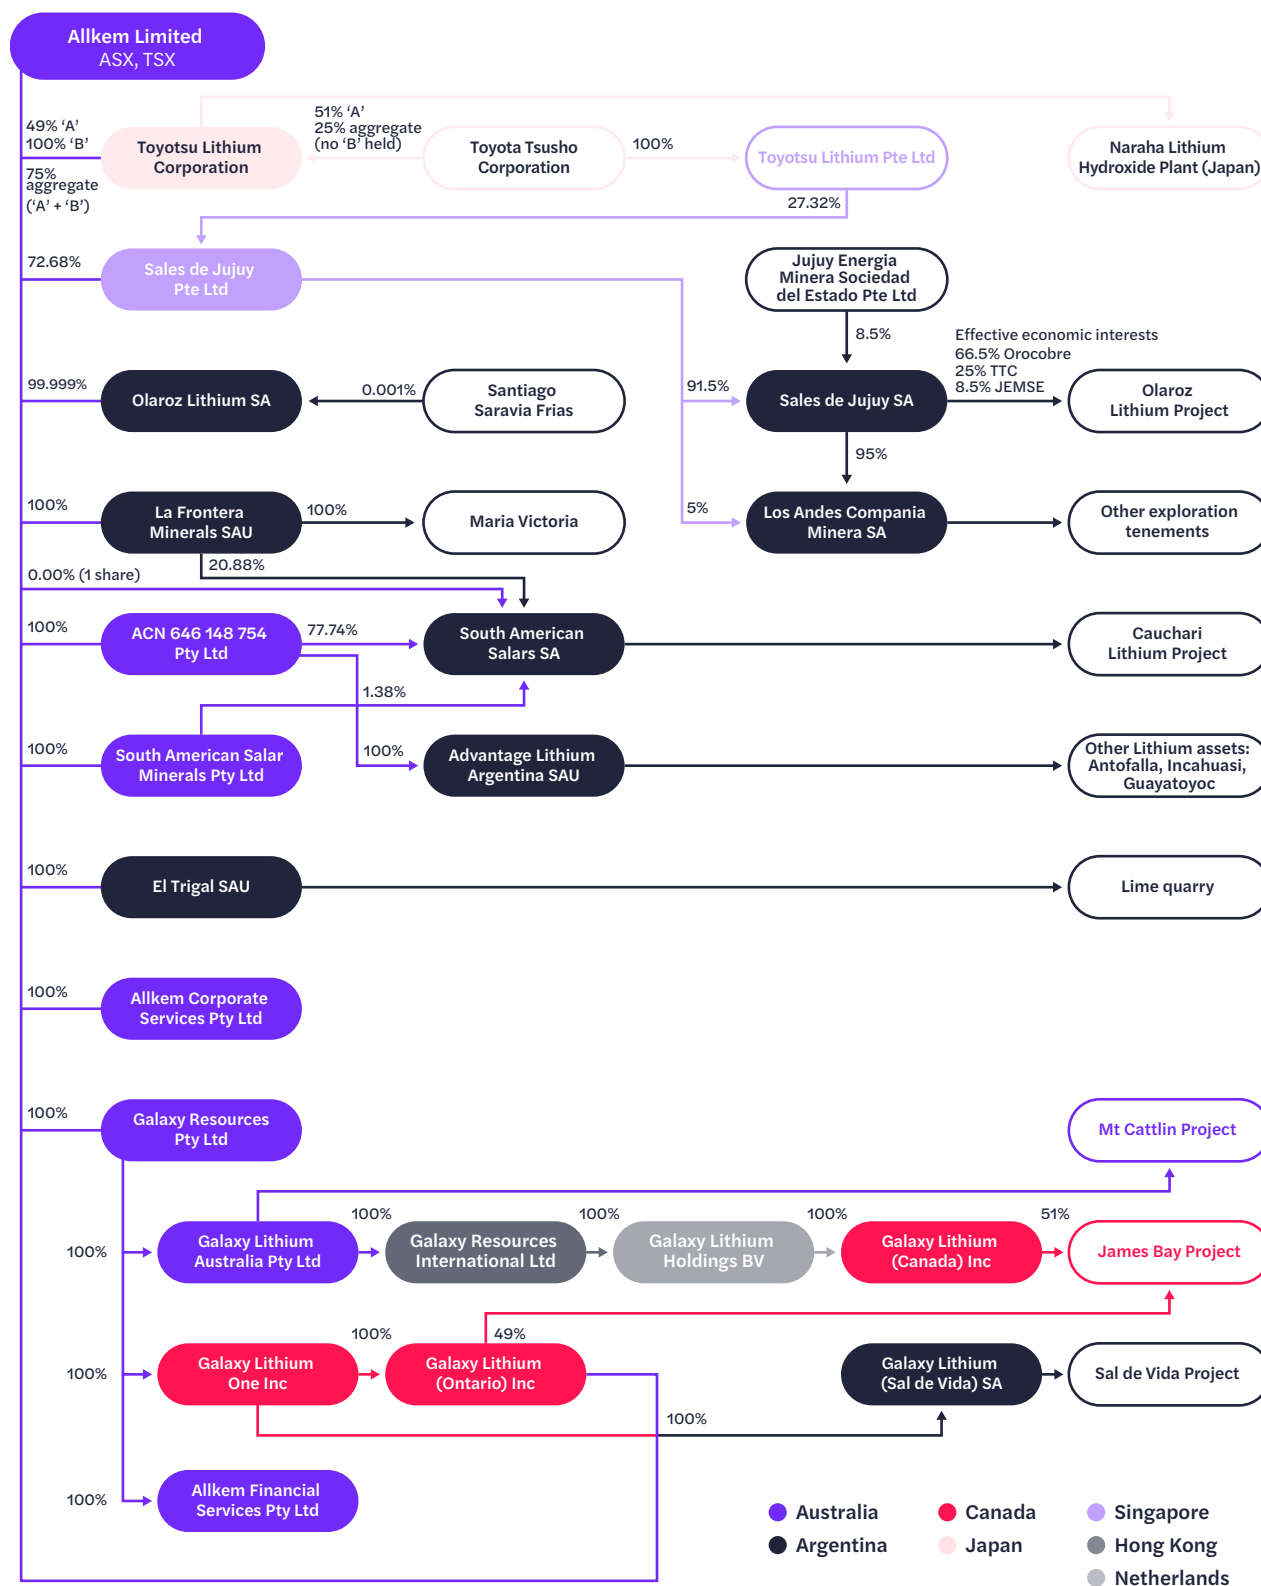 Allkem Limited
ASX, TSX
49% ‘A’
100% ‘B’
75%
aggregate
(‘A’ + ‘B’)
Toyotsu Lithium
Corporation
51% ‘A’
25% aggregate
(no ‘B’ held)
Toyota Tsusho
Corporation
100%
Toyotsu Lithium Pte Ltd
Naraha Lithium
Hydroxide Plant (Japan)
27.32%
72.68%
Sales de Jujuy
Pte Ltd
Jujuy Energia
Minera Sociedad
del Estado Pte Ltd
8.5%
Effective economic interests
66.5% Orocobre
25% TTC
8.5% JEMSE
99.999%
Olaroz Lithium SA
0.001%
Santiago
Saravia Frias
91.5%
Sales de Jujuy SA
Olaroz
Lithium Project
95%
100%
La Frontera
Minerals SAU
100%
Maria Victoria
5%
Los Andes Compania
Minera SA
Other exploration
tenements
20.88%
0.00% (1 share)
100%
ACN 646 148 754
Pty Ltd
77.74%
South American
Salars SA
Cauchari
Lithium Project
1.38%
100%
South American Salar
Minerals Pty Ltd
100%
Advantage Lithium
Argentina SAU
Other Lithium assets:
Antofalla, Incahuasi,
Guayatoyoc
100%
El Trigal SAU
Lime quarry
100%
Allkem Corporate
Services Pty Ltd
100%
Galaxy Resources
Pty Ltd
Mt Cattlin Project
100%
Galaxy Lithium
Australia Pty Ltd
100%
Galaxy Resources
International Ltd
100%
Galaxy Lithium
Holdings BV
100%
Galaxy Lithium
(Canada) Inc
51%
James Bay Project
100%
Galaxy Lithium
One Inc
100%
Galaxy Lithium
(Ontario) Inc
49%
Galaxy Lithium
(Sal de Vida) SA
Sal de Vida Project
100%
100%
Allkem Financial
Services Pty Ltd
Australia
Canada
Singapore
Argentina
Japan
Hong Kong
Netherlands